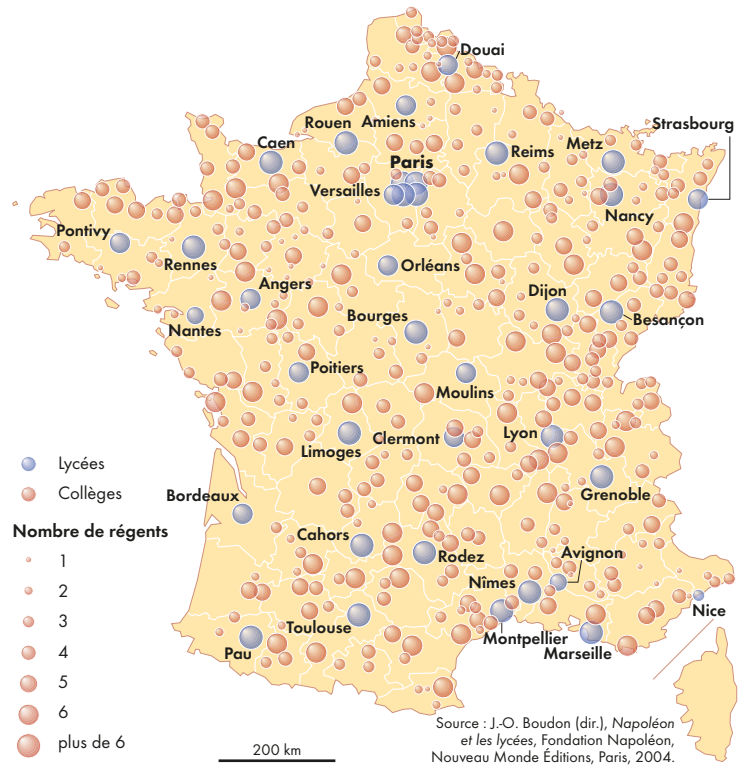 Douai
Strasbourg
Rouen
Amiens
Caen
Reims
Metz
Paris
Versailles
Nancy
Pontivy
Rennes
Orléans
Angers
Dijon
Nantes
Bourges
Besançon
Poitiers
Moulins
Limoges
Clermont
Lyon
Grenoble
Bordeaux
Cahors
Rodez
Avignon
Nîmes
Nice
Toulouse
Montpellier
Marseille
Pau
Lycées
Collèges
Nombre de régents
1
2
3
4
5
6
plus de 6
200 km
Source : J.-O. Boudon (dir.), Napoléon
et les lycées, Fondation Napoléon,
Nouveau Monde Éditions, Paris, 2004.